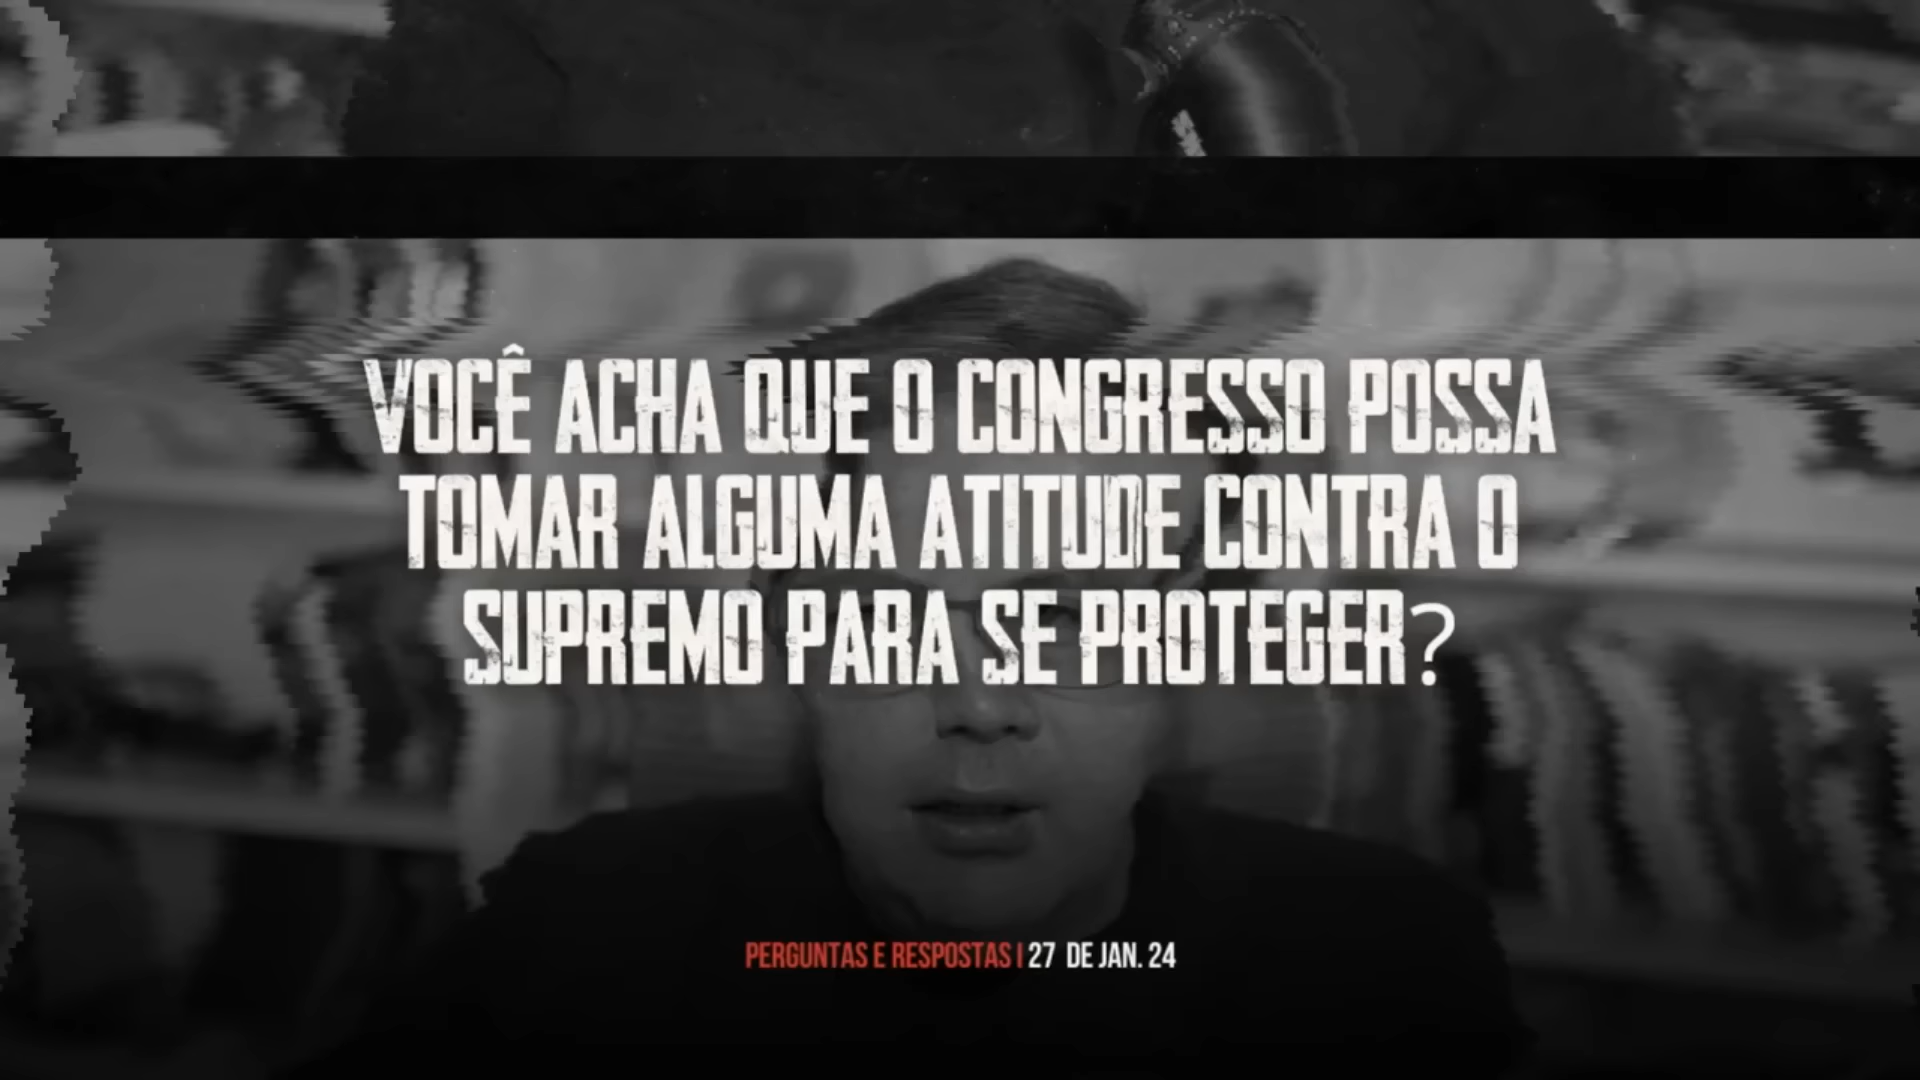 VOCÊ ACHA QUE O CONGRESSO POSSA
TOMAR ALGUMA ATITUDE CONTRA O
SUPREMO PARA SE PROTEGER?
PERGUNTAS E RESPOSTAS | 27 DE JAN. 24